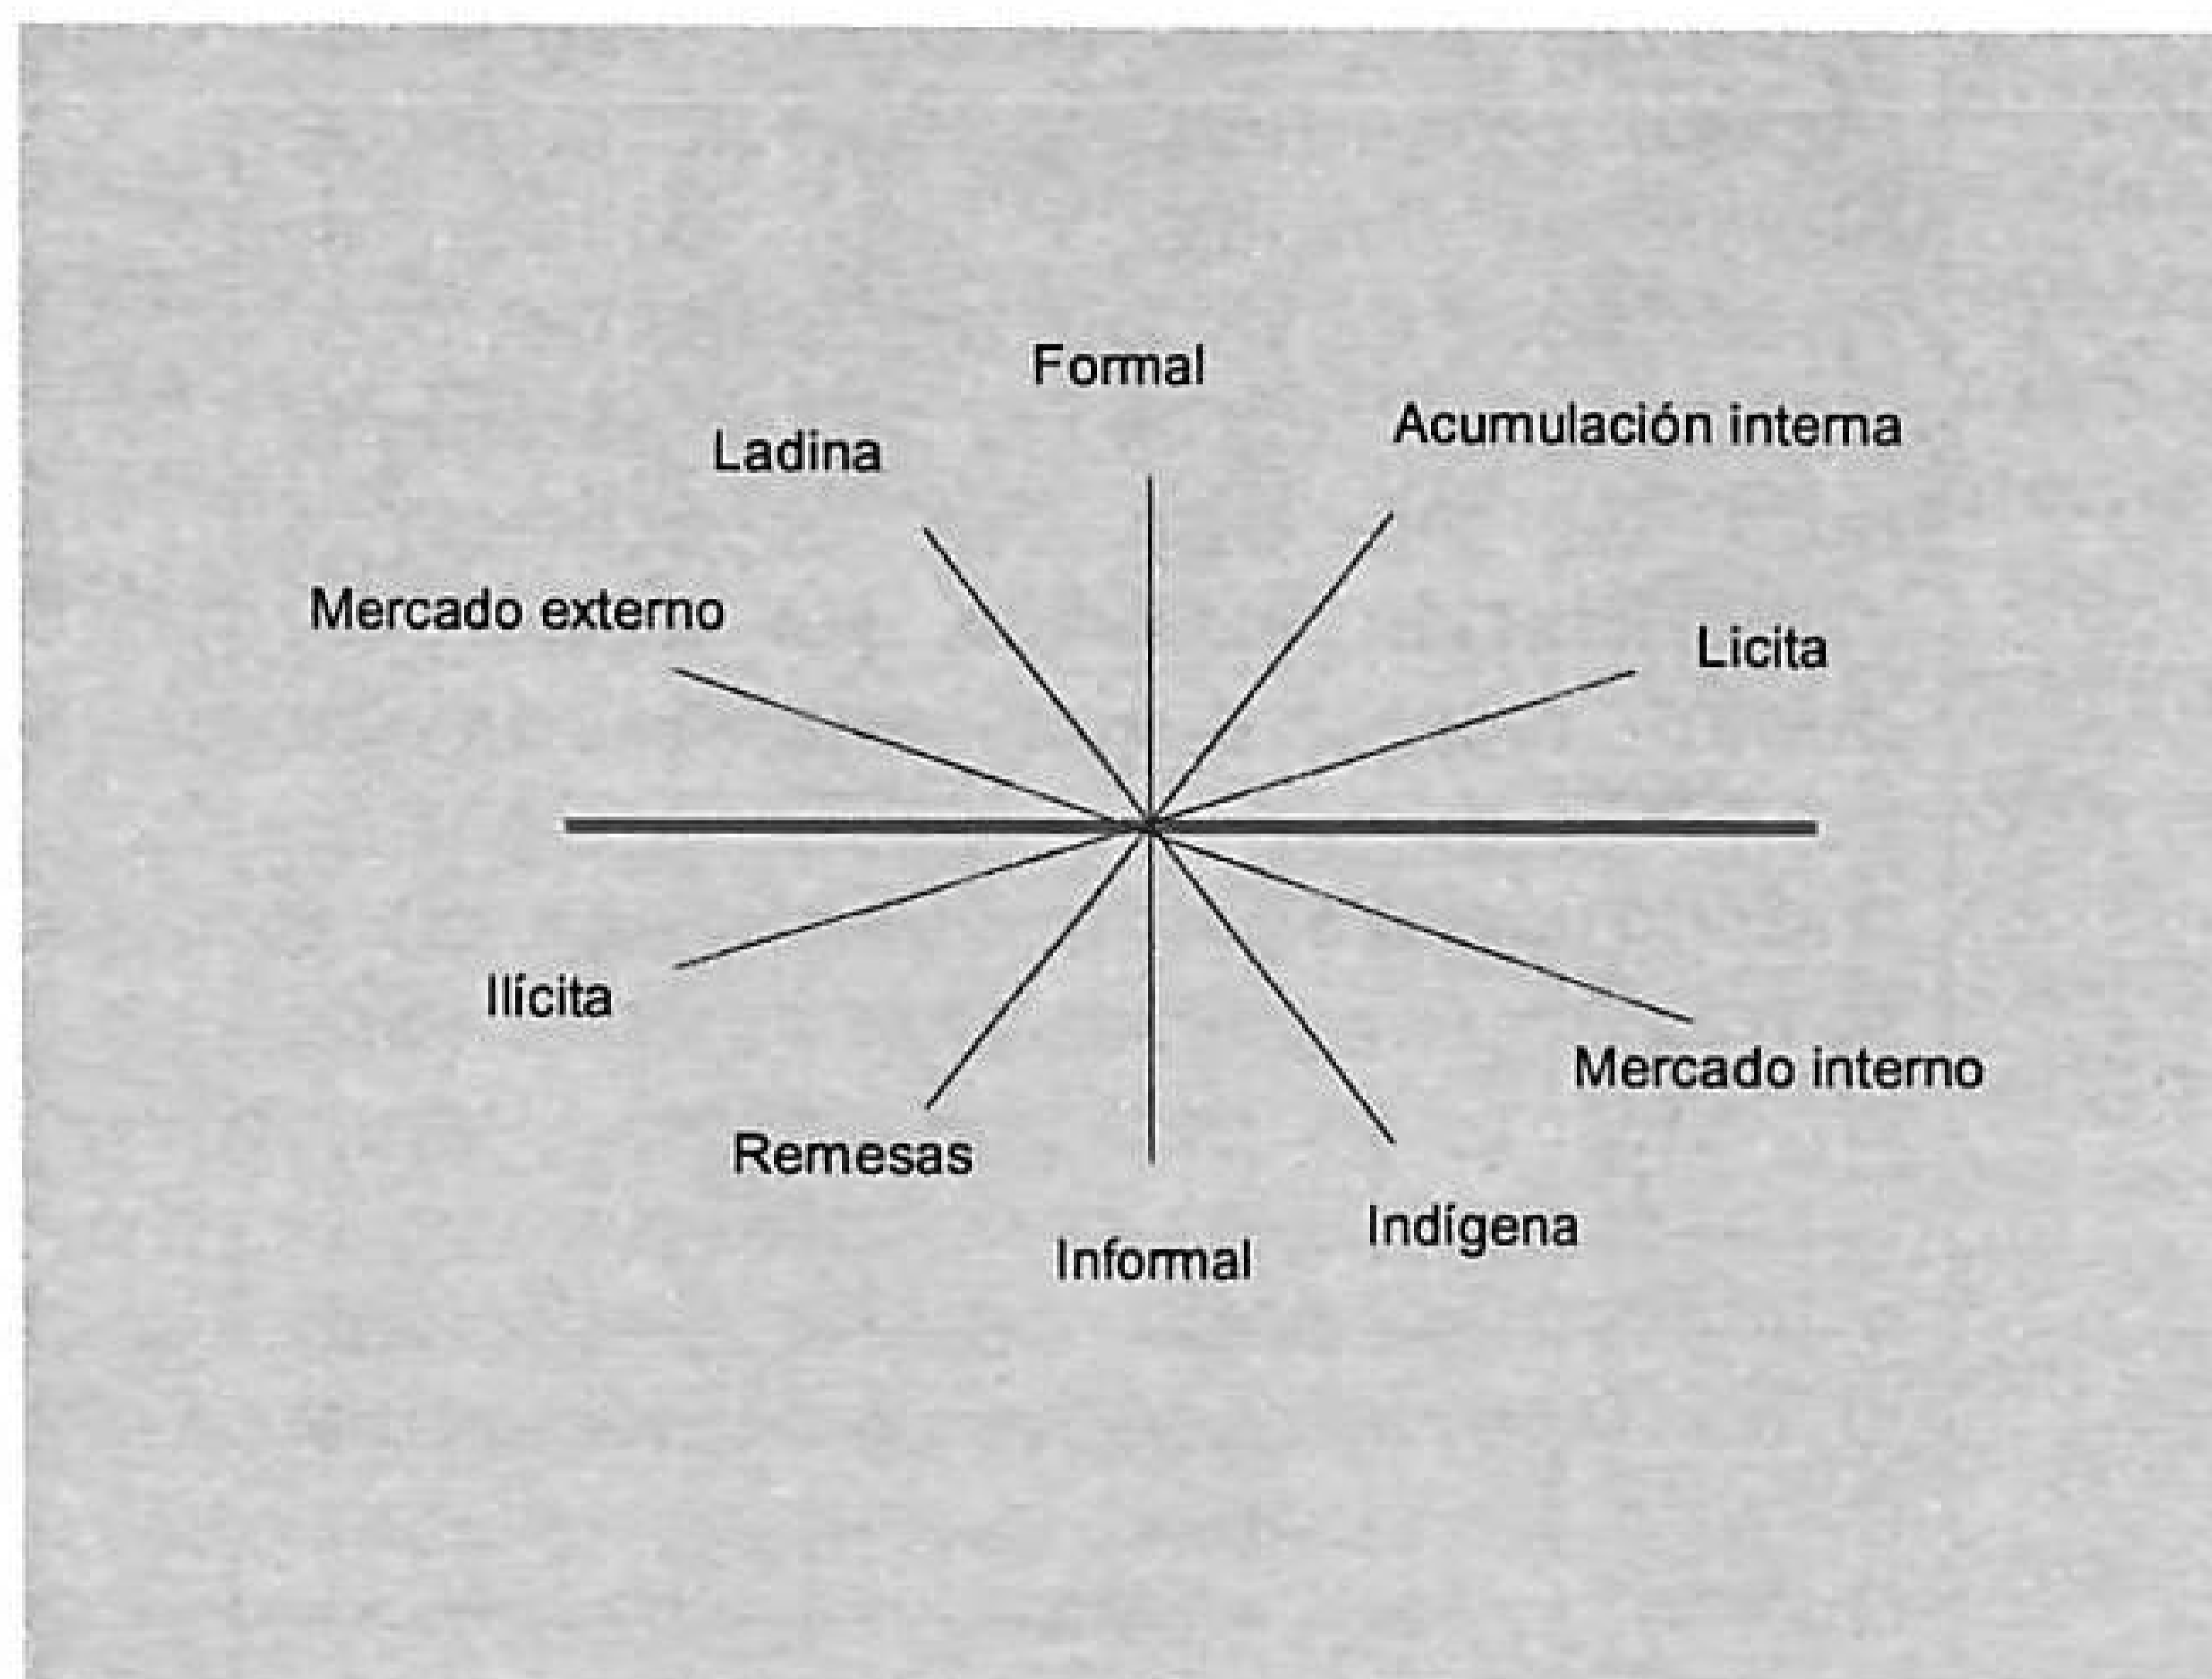 Formal
Acumulación interna
Ladina
Mercado externo
Licita
Ilícita
Mercado interno
Remesas
Indígena
Informal